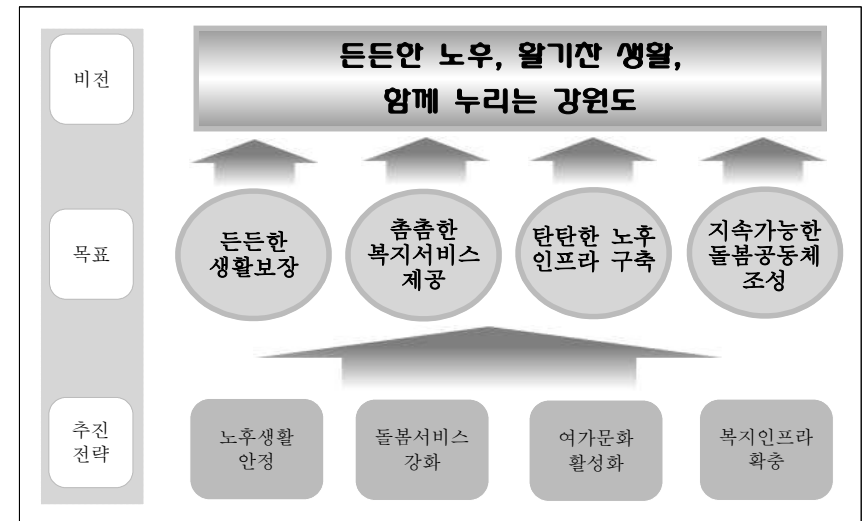 비전
든든한 노후, 활기찬 생활,
함께 누리는 강원도
목표
든든한
생활보장
촘촘한
복지서비스
제공
탄탄한 노후
인프라 구축
지속가능한
돌봄공동체
조성
추진
전략
노후생활
안정
돌봄서비스
강화
여가문화
활성화
복지인프라
확충